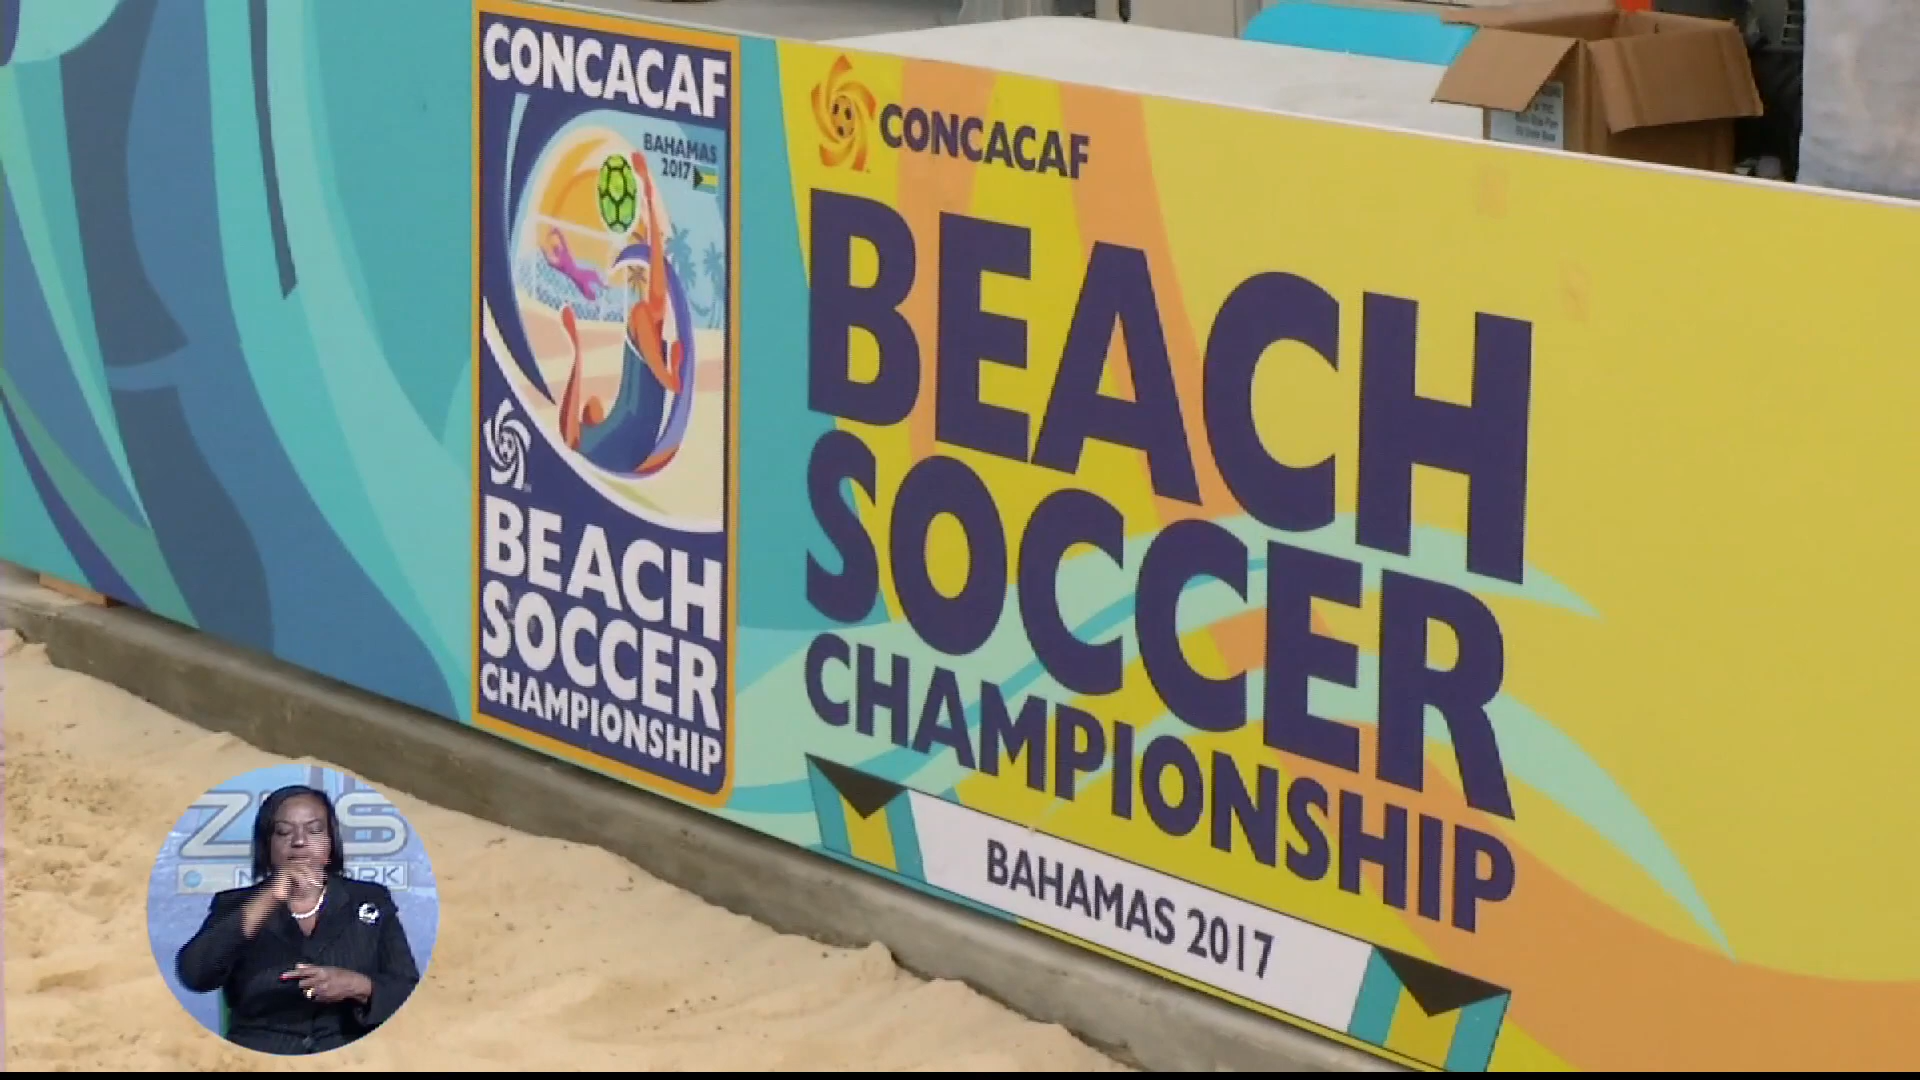 CONCACAF
BAHAMAS
2017
BEACH
SOCCER
CHAMPIONSHIP
CONCACAF
BEACH
SOCCER
CHAMPIONSHIP
BAHAMAS 2017